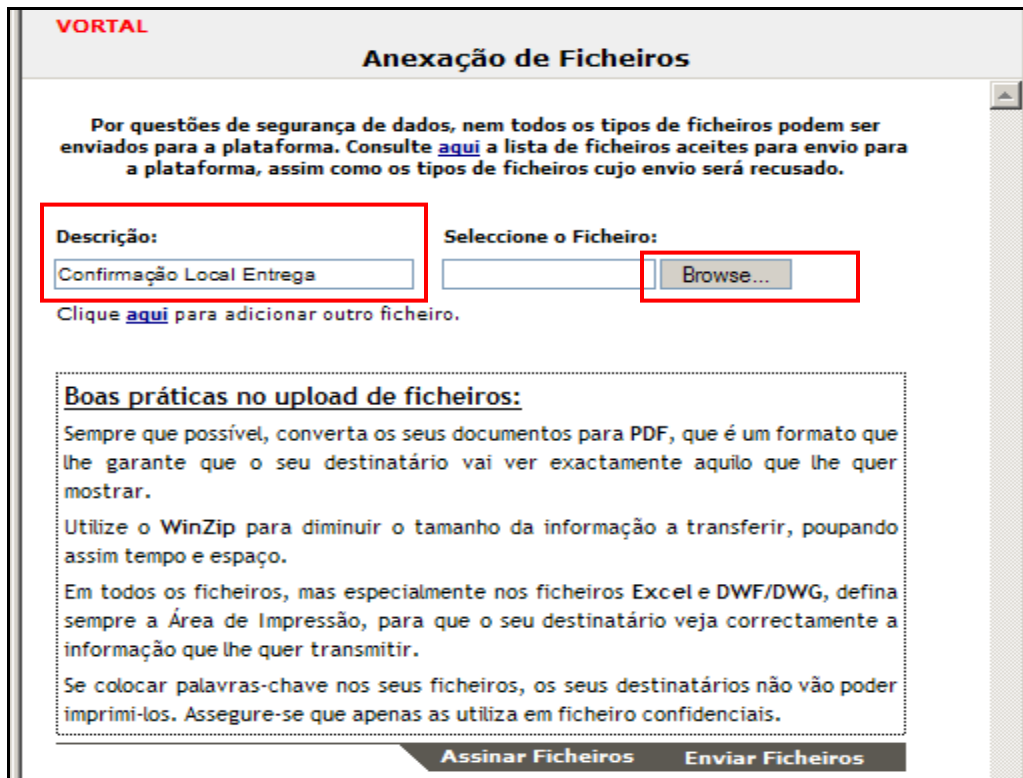 VORTAL
Anexação de Ficheiros
Por questões de segurança de dados, nem todos os tipos de ficheiros podem ser
enviados para a plataforma. Consulte aqui a lista de ficheiros aceites para envio para
a plataforma, assim como os tipos de ficheiros cujo envio será recusado.
Descrição: Seleccione o Ficheiro:
Confirmação Local Entrega Browse...
Clique aqui para adicionar outro ficheiro.
Boas práticas no upload de ficheiros:
Sempre que possível, converta os seus documentos para PDF, que é um formato que
lhe garante que o seu destinatário vai ver exactamente aquilo que lhe quer
mostrar.
Utilize o WinZip para diminuir o tamanho da informação a transferir, poupando
assim tempo e espaço.
Em todos os ficheiros, mas especialmente nos ficheiros Excel e DWF/DWG, defina
sempre a Área de Impressão, para que o seu destinatário veja correctamente a
informação que lhe quer transmitir.
Se colocar palavras-chave nos seus ficheiros, os seus destinatários não vão poder
imprimi-los. Assegure-se que apenas as utiliza em ficheiro confidenciais.
Assinar Ficheiros Enviar Ficheiros